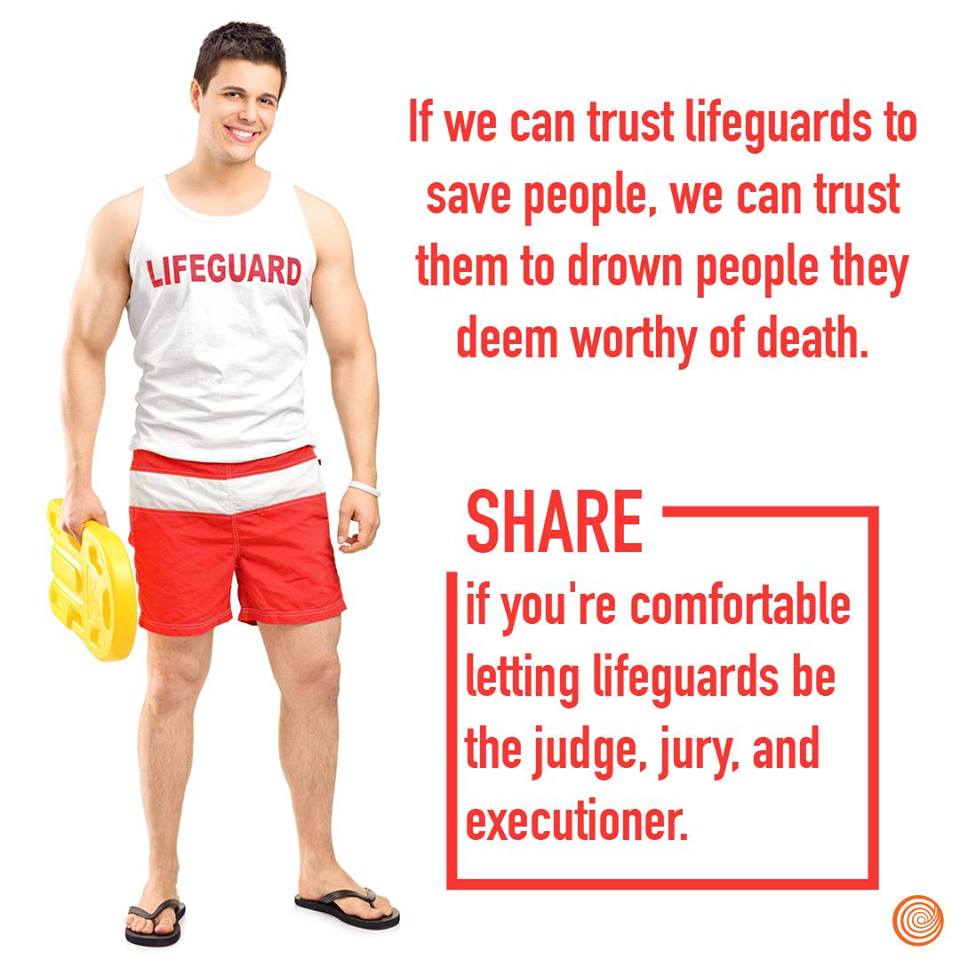 LIFEGUARD
If we can trust lifeguards to
save people, we can trust
them to drown people they
deem worthy of death.
SHARE
if you're comfortable
letting lifeguards be
the judge, jury, and
executioner.